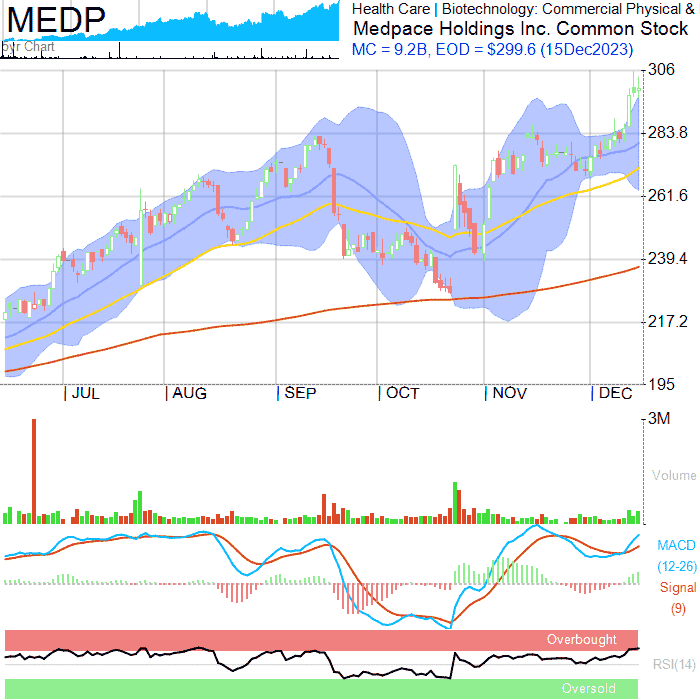 MEDP
Health Care | Biotechnology: Commercial Physical &
Medpace Holdings Inc. Common Stock
MC = 9.2B, EOD = $299.6 (15Dec2023)
Chart
306
283.8
261.6
239.4
217.2
195
| JUL | AUG | SEP | OCT | NOV | DEC
3M
Volume
MACD
(12-26)
Signal
(9)
Overbought
RSI(14)
Oversold